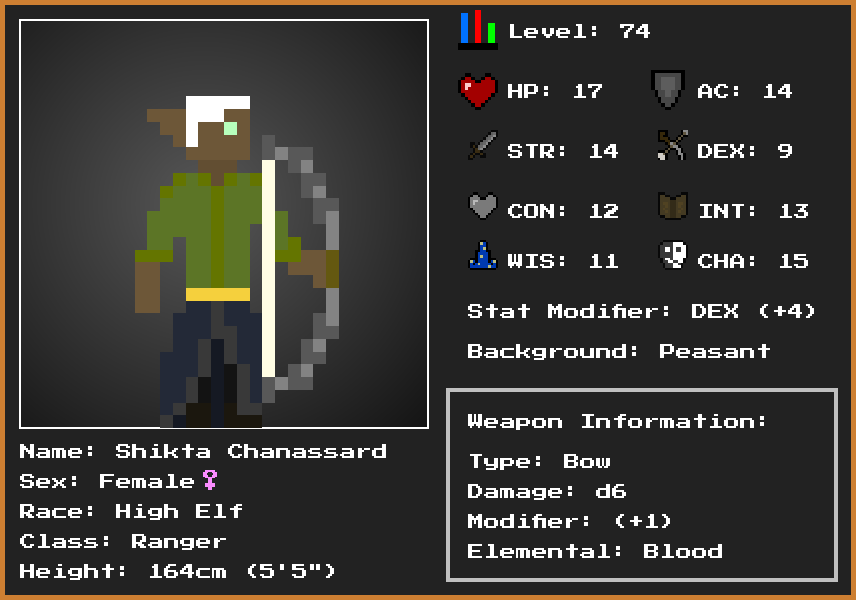 Level: 74
HP: 17 AC: 14
STR: 14 DEX: 9
CON: 12 INT: 13
WIS: 11 CHA: 15
Stat Modifier: DEX (+4)
Background: Peasant
Weapon Information:
Type: Bow
Damage: d6
Modifier: (+1)
Elemental: Blood
Name: Shikta Chanassard
Sex: Female♀
Race: High Elf
Class: Ranger
Height: 164cm (5'5")